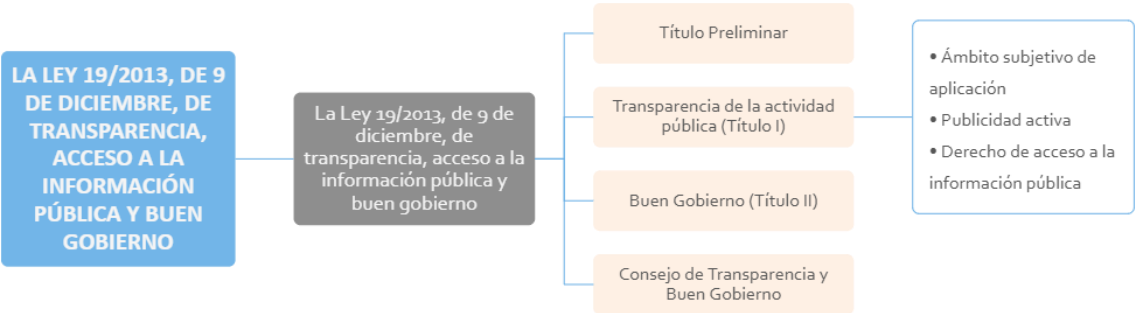 LA LEY 19/2013, DE 9
DE DICIEMBRE, DE
TRANSPARENCIA,
ACCESO A LA
INFORMACIÓN
PÚBLICA Y BUEN
GOBIERNO
La Ley 19/2013, de 9 de
diciembre, de
transparencia, acceso a la
información pública y
buen gobierno
Título Preliminar
Transparencia de la actividad
pública (Título I)
Buen Gobierno (Título II)
Consejo de Transparencia y
Buen Gobierno
• Ámbito subjetivo de
aplicación
• Publicidad activa
• Derecho de acceso a la
información pública